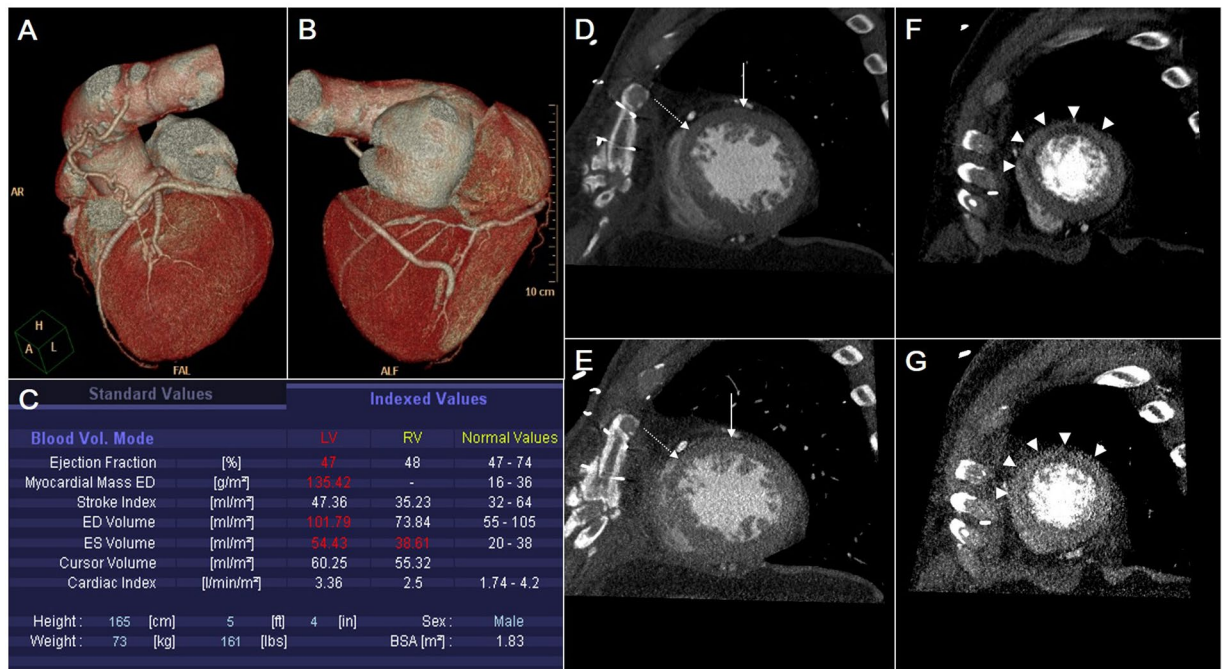 A
AR
H
A
L
FAL
B
10 cm
ALF
C
Standard Values
Indexed Values
Blood Vol. Mode LV RV Normal Values
Ejection Fraction [%] 47 48 47 - 74
Myocardial Mass ED [g/m²] 135.42 - 16 - 36
Stroke Index [ml/m²] 47.36 35.23 32 - 64
ED Volume [ml/m²] 101.79 73.84 55 - 105
ES Volume [ml/m²] 54.43 38.61 20 - 38
Cursor Volume [ml/m²] 60.25 55.32
Cardiac Index [l/min/m²] 3.36 2.5 1.74 - 4.2
Height : 165 [cm] 5 [ft] 4 [in] Sex : Male
Weight : 73 [kg] 161 [lbs] BSA [m²] : 1.83
D
E
F
G